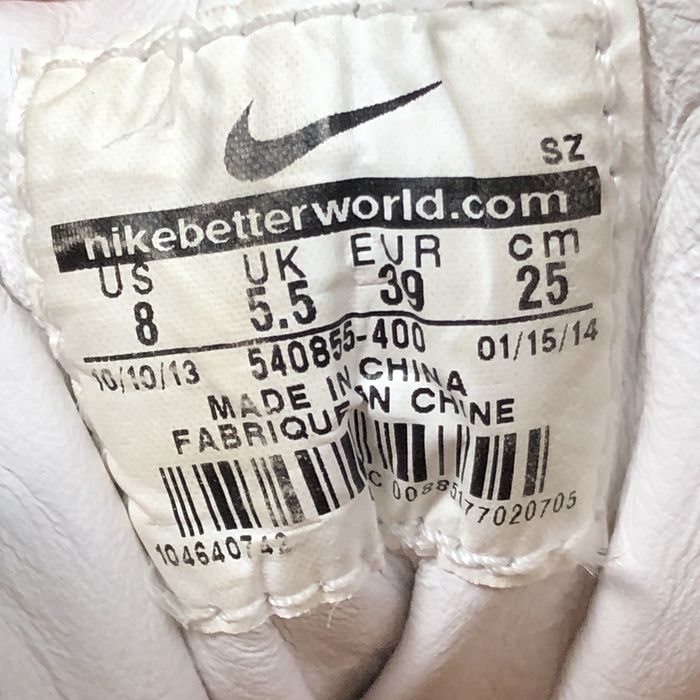 SZ
nikebetterworld.com
US UK EUR cm
8 5.5 39 25
10/10/13 540855-400 01/15/14
MADE IN CHINA
FABRIQUE EN CHINE
104640742
C 00885177020705